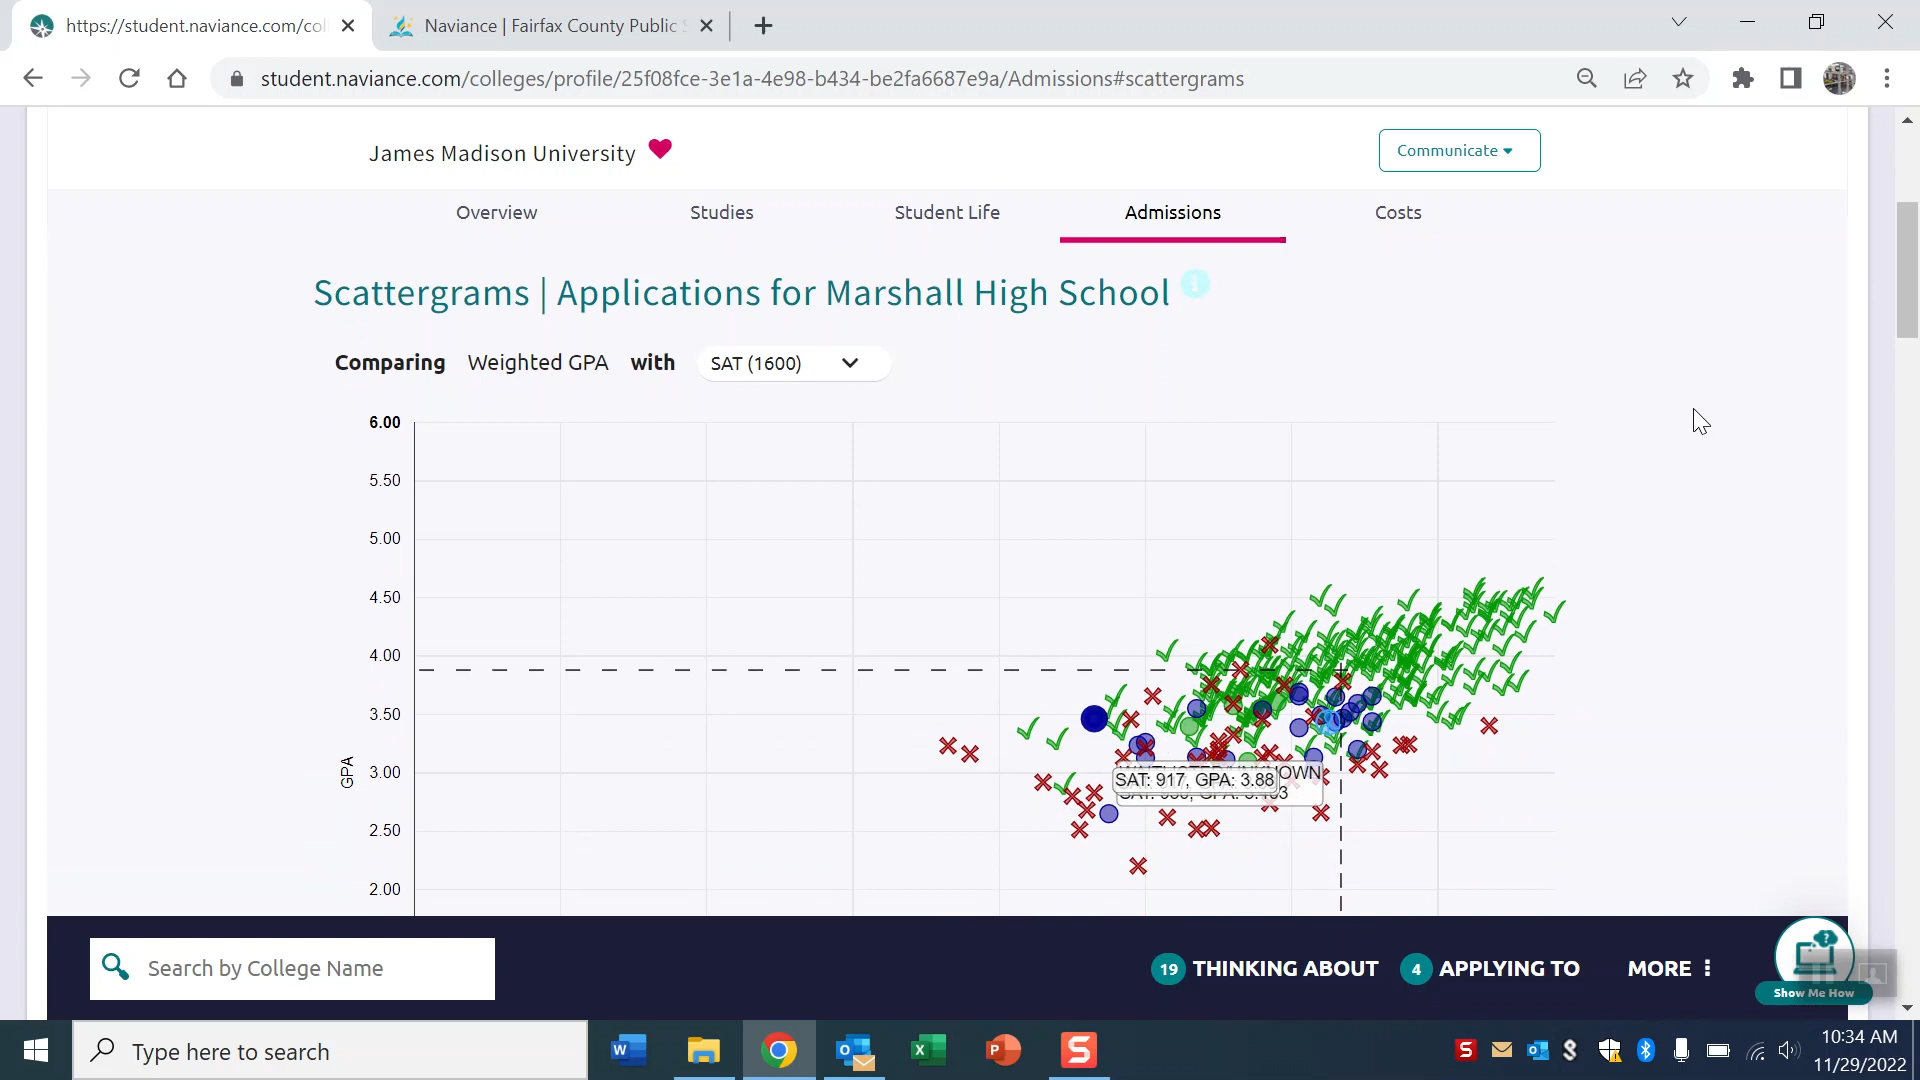 https://student.naviance.com/col
Naviance | Fairfax County Public S
student.naviance.com/colleges/profile/25f08fce-3e1a-4e98-b434-be2fa6687e9a/Admissions#scattergrams
James Madison University
Communicate
Overview Studies Student Life Admissions Costs
Scattergrams | Applications for Marshall High School
Comparing Weighted GPA with SAT (1600)
6.00
5.50
5.00
4.50
4.00
3.50
3.00
2.50
2.00
GPA
SAT: 917, GPA: 3.88
Search by College Name
19 THINKING ABOUT 4 APPLYING TO MORE
Show Me How
Type here to search
10:34 AM
11/29/2022